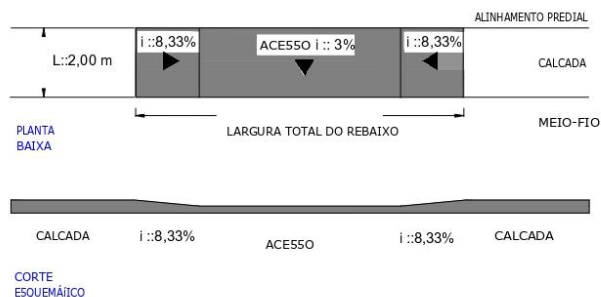 ALINHAMENTO PREDIAL
i ::8,33%
ACE55O i :: 3%
i ::8,33%
L::2,00 m
CALCADA
MEIO-FIO
LARGURA TOTAL DO REBAIXO
PLANTA
BAIXA
CALCADA
i ::8,33%
ACE55O
i ::8,33%
CALCADA
CORTE
ESQUEMÁíICO